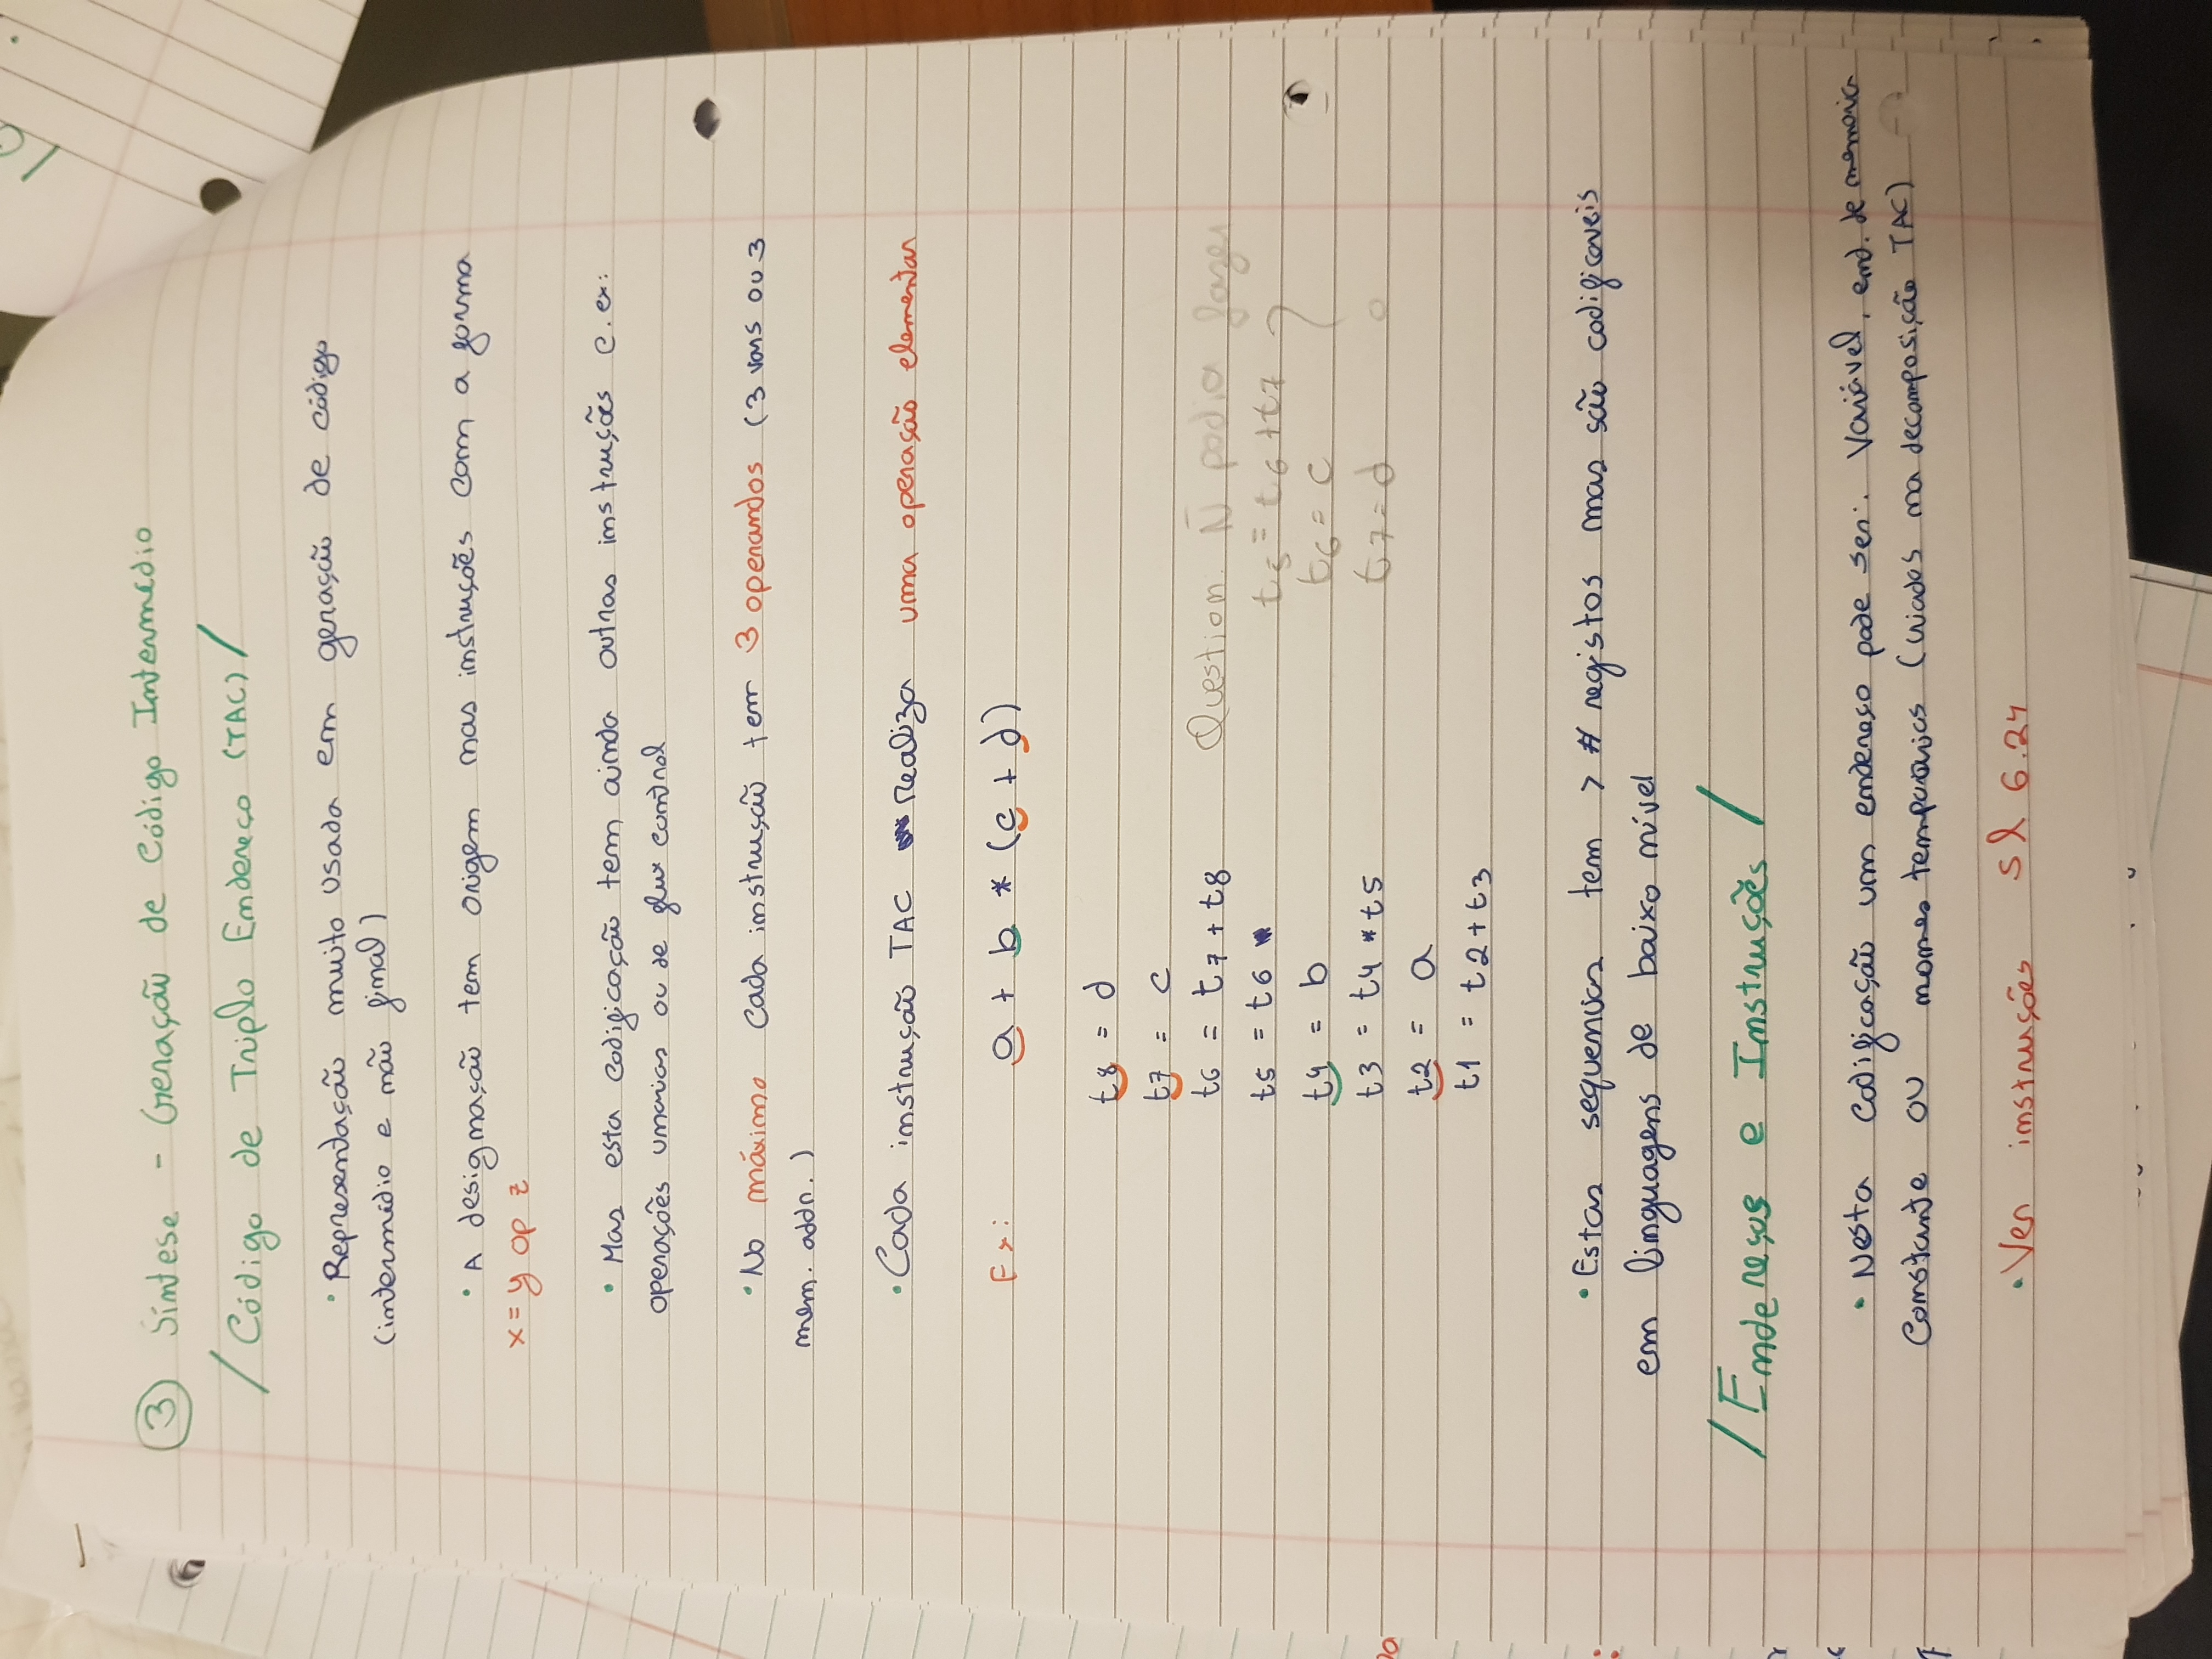 ③ Síntese - Geração de Código Intermédio
/ Código de Triplo Endereço (TAC) /
• Representação muito usada em geração de código
(intermédio e não final)
• A designação tem origem nas instruções com a forma
x = y op z
• Mas esta codificação tem ainda outras instruções e.ex:
operações unarias ou de flux control
• No máximo cada instrução tem 3 operandos (3 vars ou 3
mem. addr.)
• Cada instrução TAC realiza uma operação elementar
Ex: a + b * (c + d)
t8 = d
t7 = c
t6 = t7 + t8 Question: Ñ podia fazer
t5 = t6 t5 = t6 + t7
t4 = b t6 = c ?
t3 = t4 * t5 t7 = d
t2 = a
t1 = t2 + t3
• Estas sequencias tem > # registos mas são codificaveis
em linguagens de baixo nível
/ Endereços e Instruções /
• Nesta codificação um endereço pode ser: Variável, end. de memoria
Constante ou nomes temporarios (criados na decomposição TAC)
• Ver instruções sl 6.24